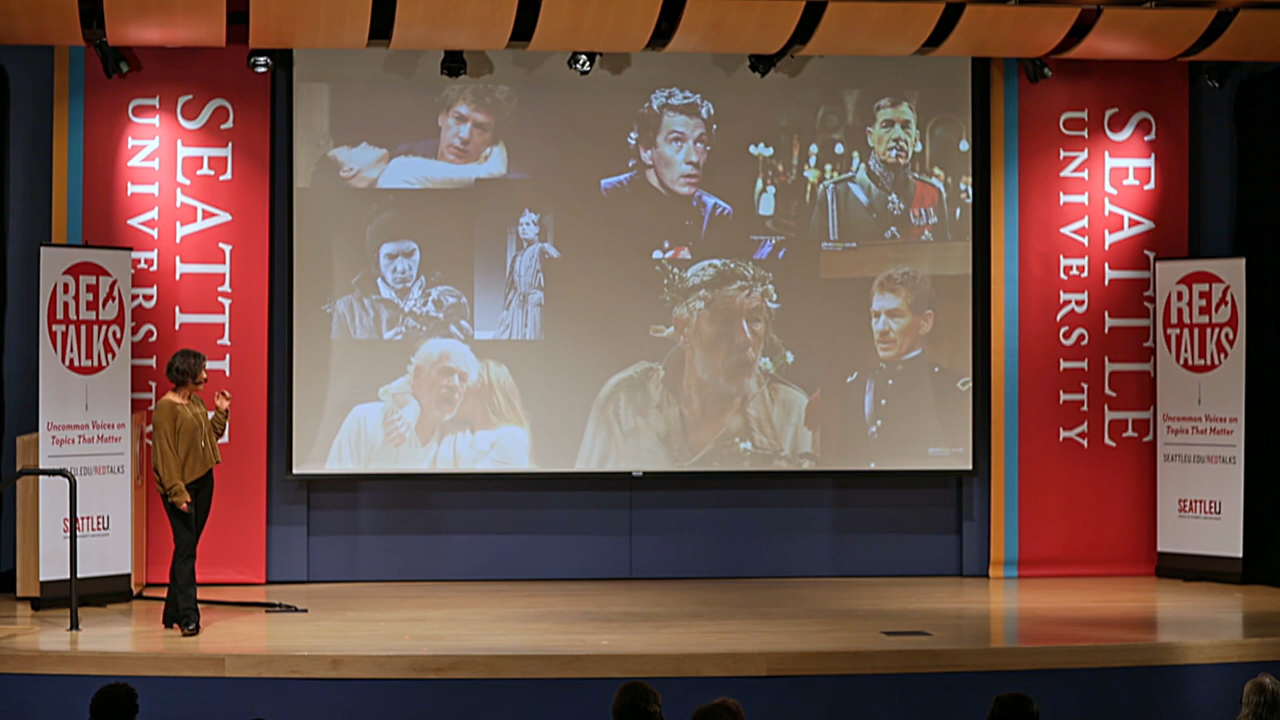 SEATTLE
UNIVERSITY
RED
TALKS
Uncommon Voices on
Topics That Matter
SEATTLEU.EDU/REDTALKS
SEATTLEU
SEATTLE
UNIVERSITY
RED
TALKS
Uncommon Voices on
Topics That Matter
SEATTLEU.EDU/REDTALKS
SEATTLEU